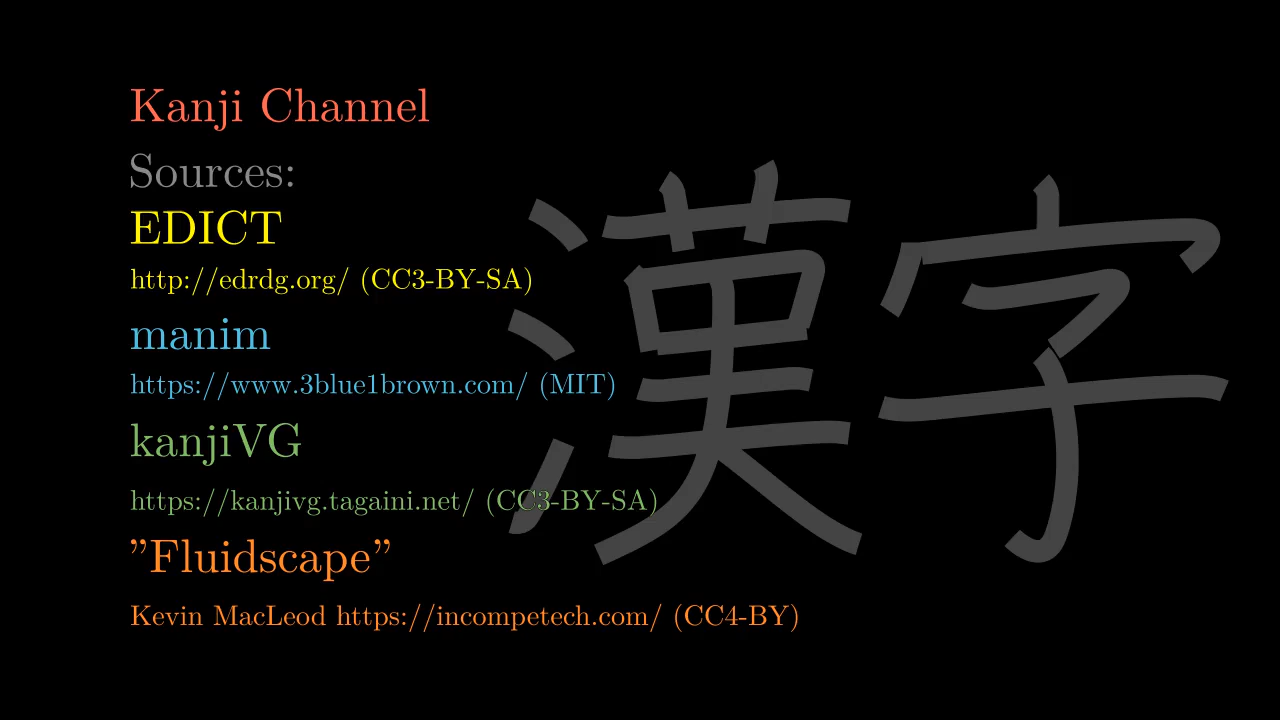 Kanji Channel
Sources:
EDICT
http://edrdg.org/ (CC3-BY-SA)
manim
https://www.3blue1brown.com/ (MIT)
kanjiVG
https://kanjivg.tagaini.net/ (CC3-BY-SA)
”Fluidscape”
Kevin MacLeod https://incompetech.com/ (CC4-BY)
漢字